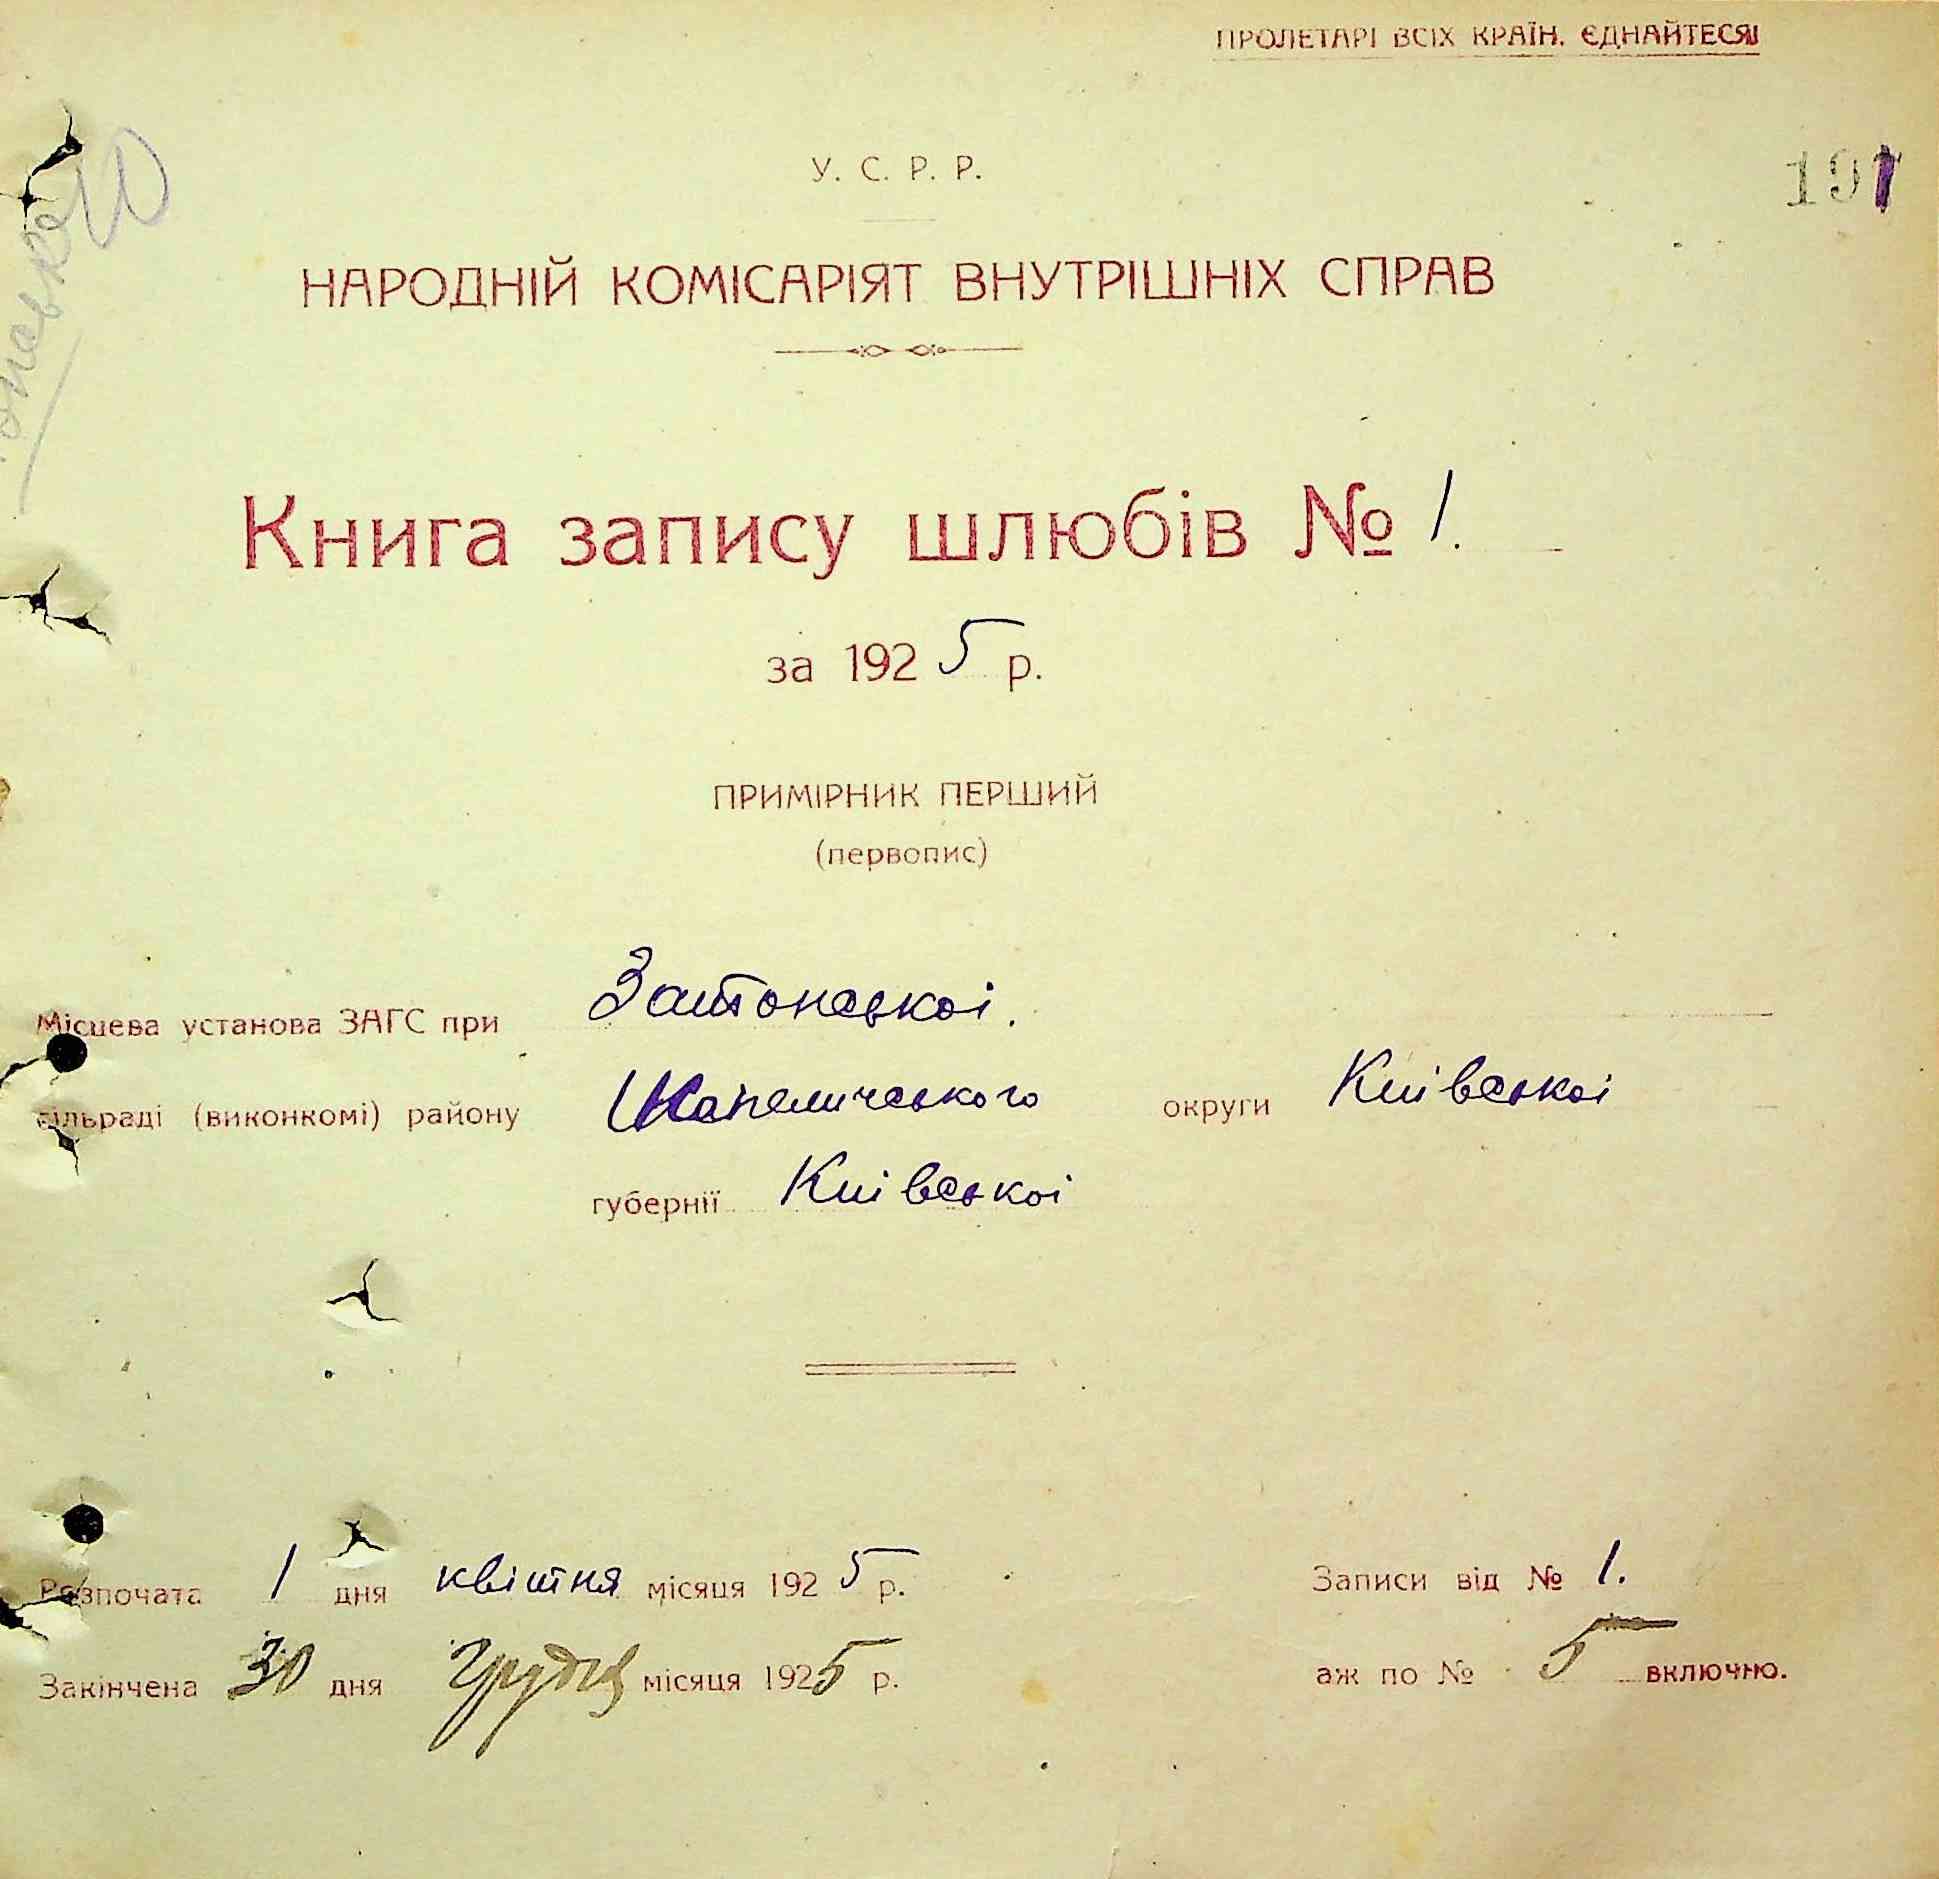 ПРОЛЕТАРІ ВСІХ КРАЇН, ЄДНАЙТЕСЯ!
У. С. Р. Р.
191
НАРОДНІЙ КОМІСАРІЯТ ВНУТРІШНІХ СПРАВ
Книга запису шлюбів № 1.
за 1925 р.
ПРИМІРНИК ПЕРШИЙ
(первопис)
Місцева установа ЗАГС при Затонської.
сільраді (виконкомі) району Шепеличського округи Київської
губернії Київської
Розпочата 1 дня квітня місяця 1925 р. Записи від № 1.
Закінчена 30 дня Грудня місяця 1925 р. аж по № 5 включно.